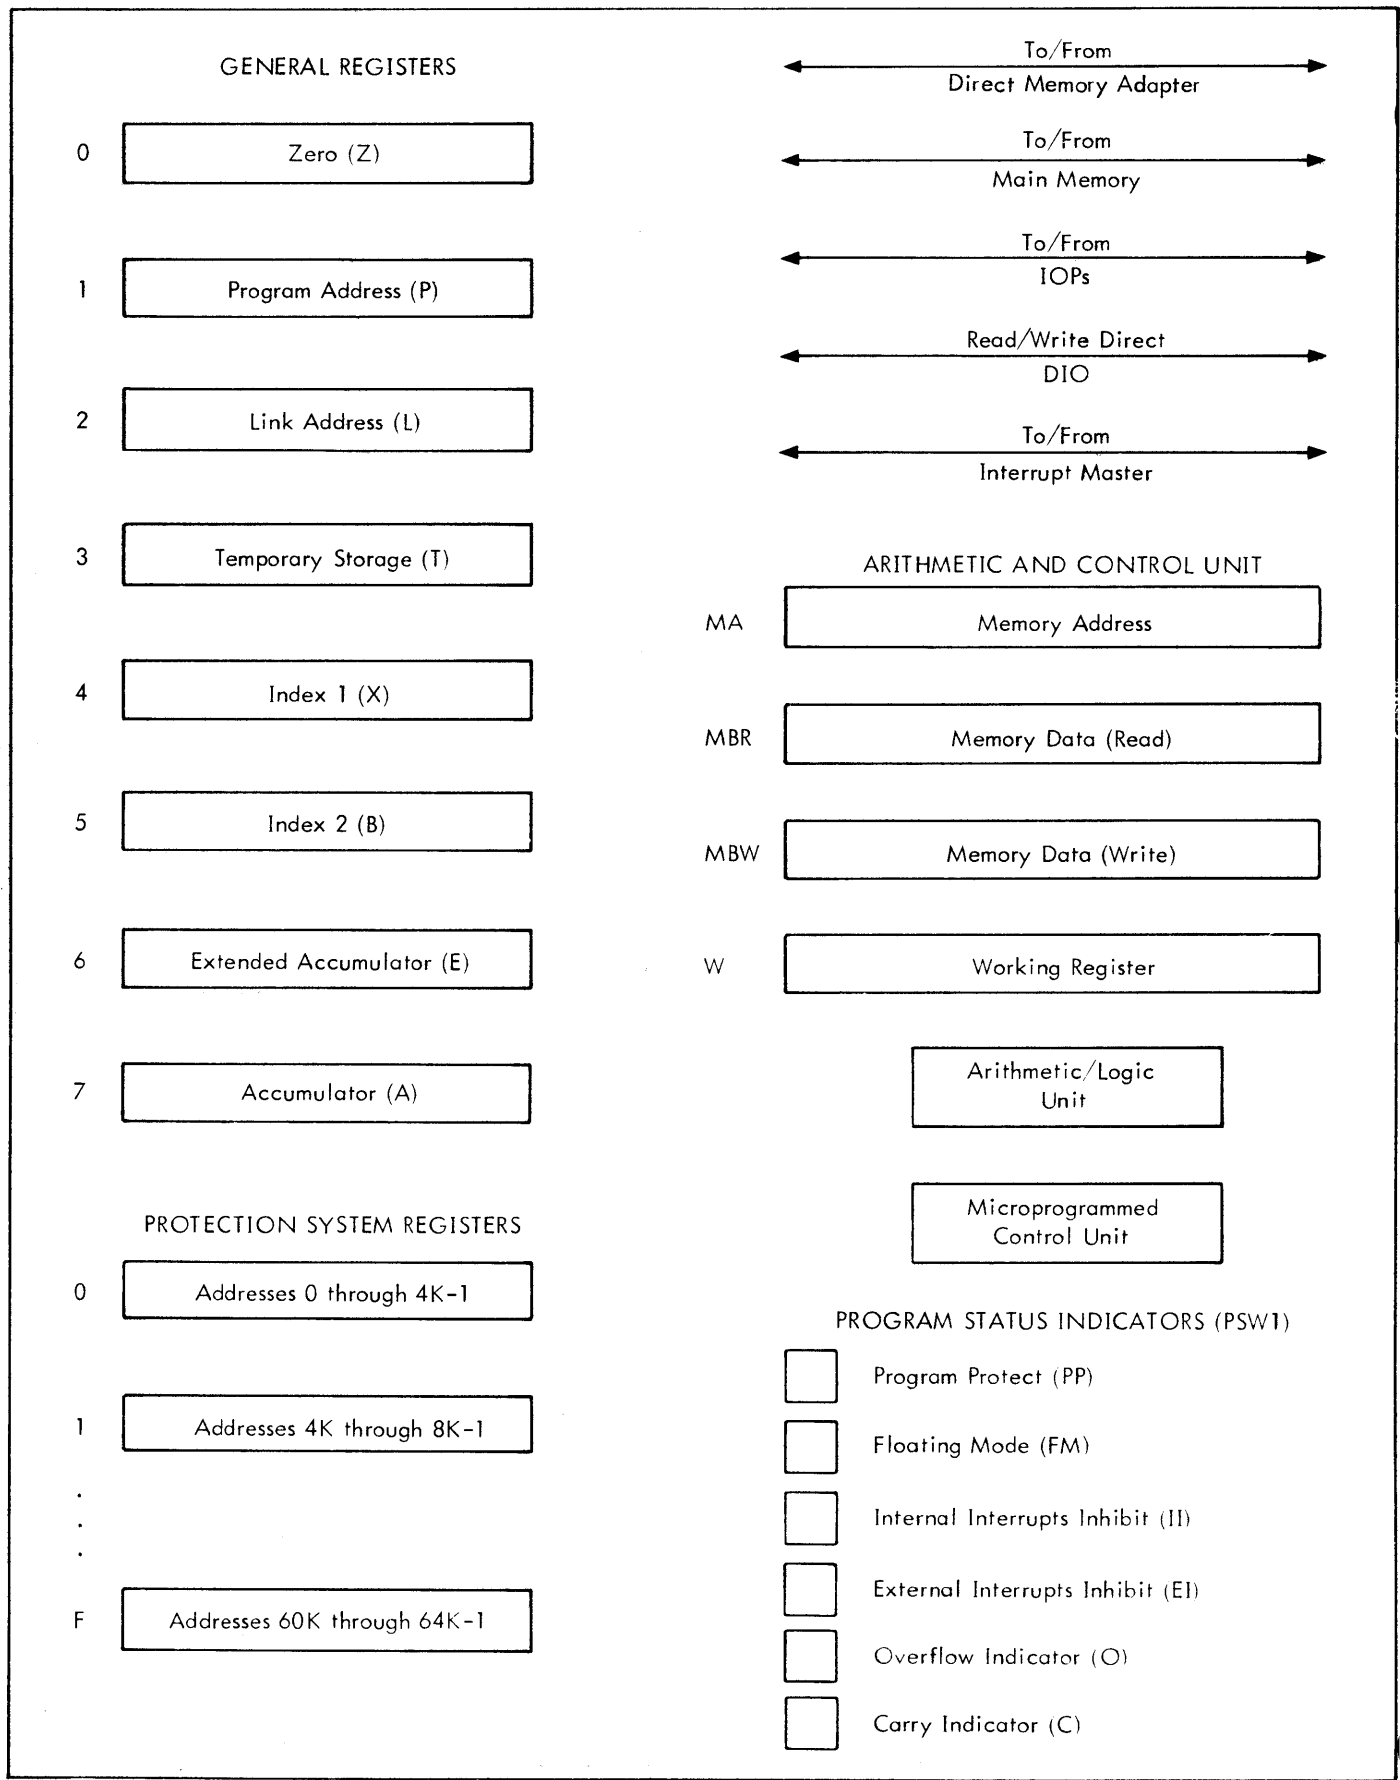 GENERAL REGISTERS
0 Zero (Z)
1 Program Address (P)
2 Link Address (L)
3 Temporary Storage (T)
4 Index 1 (X)
5 Index 2 (B)
6 Extended Accumulator (E)
7 Accumulator (A)
PROTECTION SYSTEM REGISTERS
0 Addresses 0 through 4K-1
1 Addresses 4K through 8K-1
.
.
.
F Addresses 60K through 64K-1
To/From
Direct Memory Adapter
To/From
Main Memory
To/From
IOPs
Read/Write Direct
DIO
To/From
Interrupt Master
ARITHMETIC AND CONTROL UNIT
MA Memory Address
MBR Memory Data (Read)
MBW Memory Data (Write)
W Working Register
Arithmetic/Logic
Unit
Microprogrammed
Control Unit
PROGRAM STATUS INDICATORS (PSW1)
Program Protect (PP)
Floating Mode (FM)
Internal Interrupts Inhibit (II)
External Interrupts Inhibit (EI)
Overflow Indicator (O)
Carry Indicator (C)